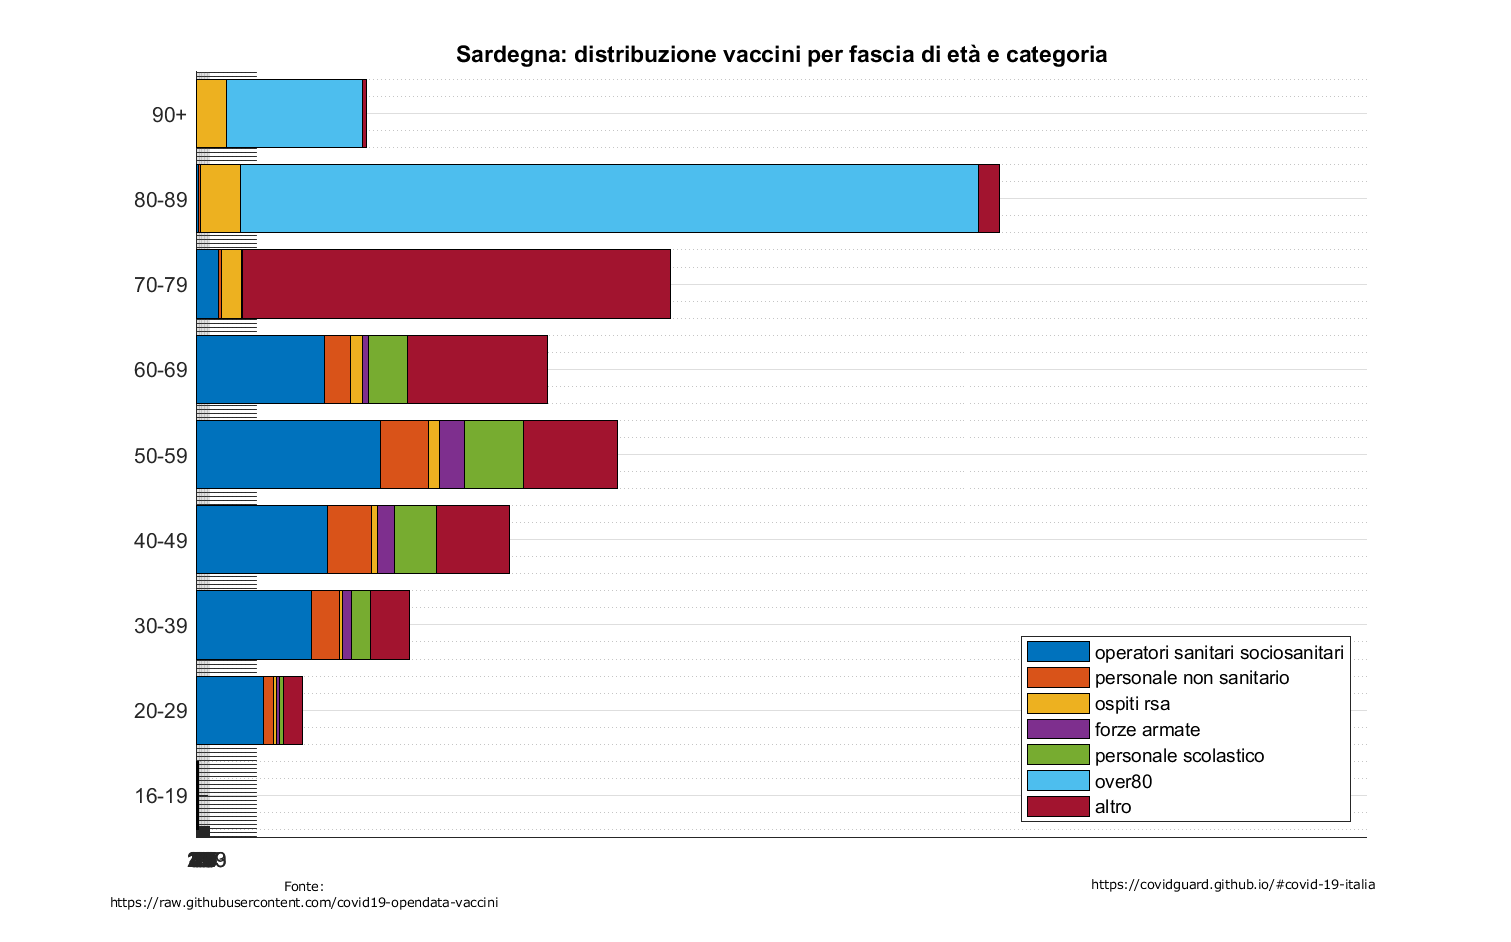 Sardegna: distribuzione vaccini per fascia di età e categoria
90+
80-89
70-79
60-69
50-59
40-49
30-39
20-29
16-19
operatori sanitari sociosanitari
personale non sanitario
ospiti rsa
forze armate
personale scolastico
over80
altro
Fonte:
https://raw.githubusercontent.com/covid19-opendata-vaccini
https://covidguard.github.io/#covid-19-italia